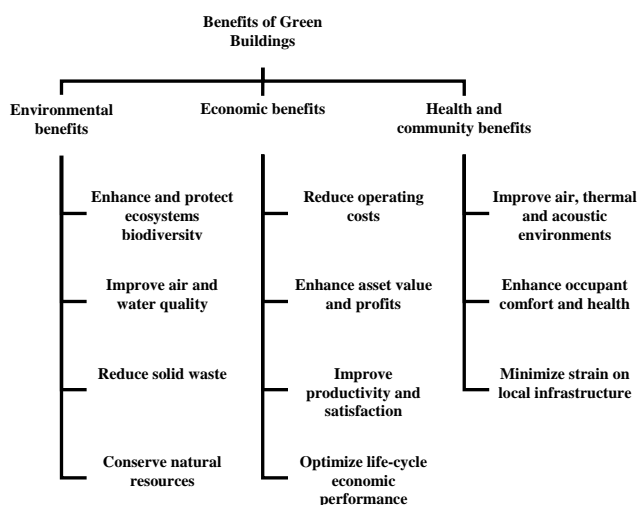 Benefits of Green
Buildings
Environmental
benefits
Economic benefits
Health and
community benefits
Enhance and protect
ecosystems
biodiversity
Improve air and
water quality
Reduce solid waste
Conserve natural
resources
Reduce operating
costs
Enhance asset value
and profits
Improve
productivity and
satisfaction
Optimize life-cycle
economic
performance
Improve air, thermal
and acoustic
environments
Enhance occupant
comfort and health
Minimize strain on
local infrastructure